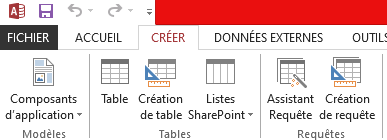 FICHIER ACCUEIL CRÉER DONNÉES EXTERNES OUTILS
Composants d'application
Table
Création de table
Listes SharePoint
Assistant Requête
Création de requête
Modèles
Tables
Requêtes